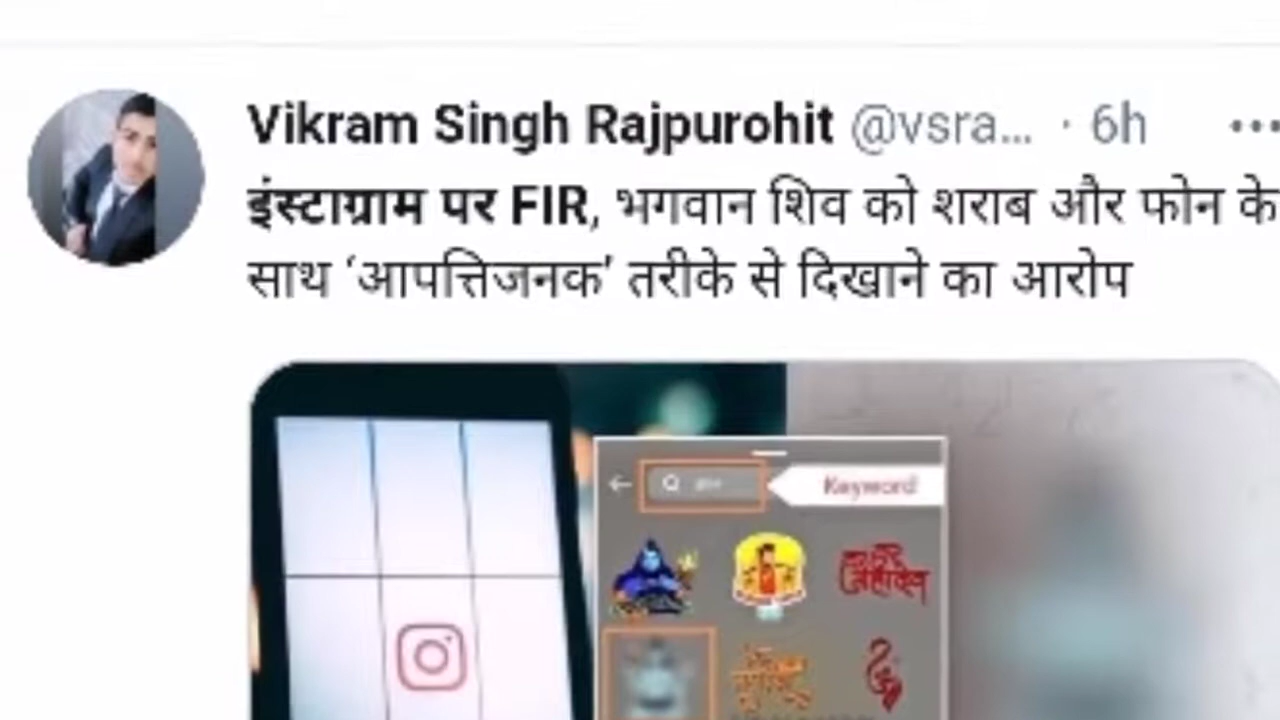 Vikram Singh Rajpurohit @vsra... · 6h
इंस्टाग्राम पर FIR, भगवान शिव को शराब और फोन के
साथ ‘आपत्तिजनक’ तरीके से दिखाने का आरोप
Keyword